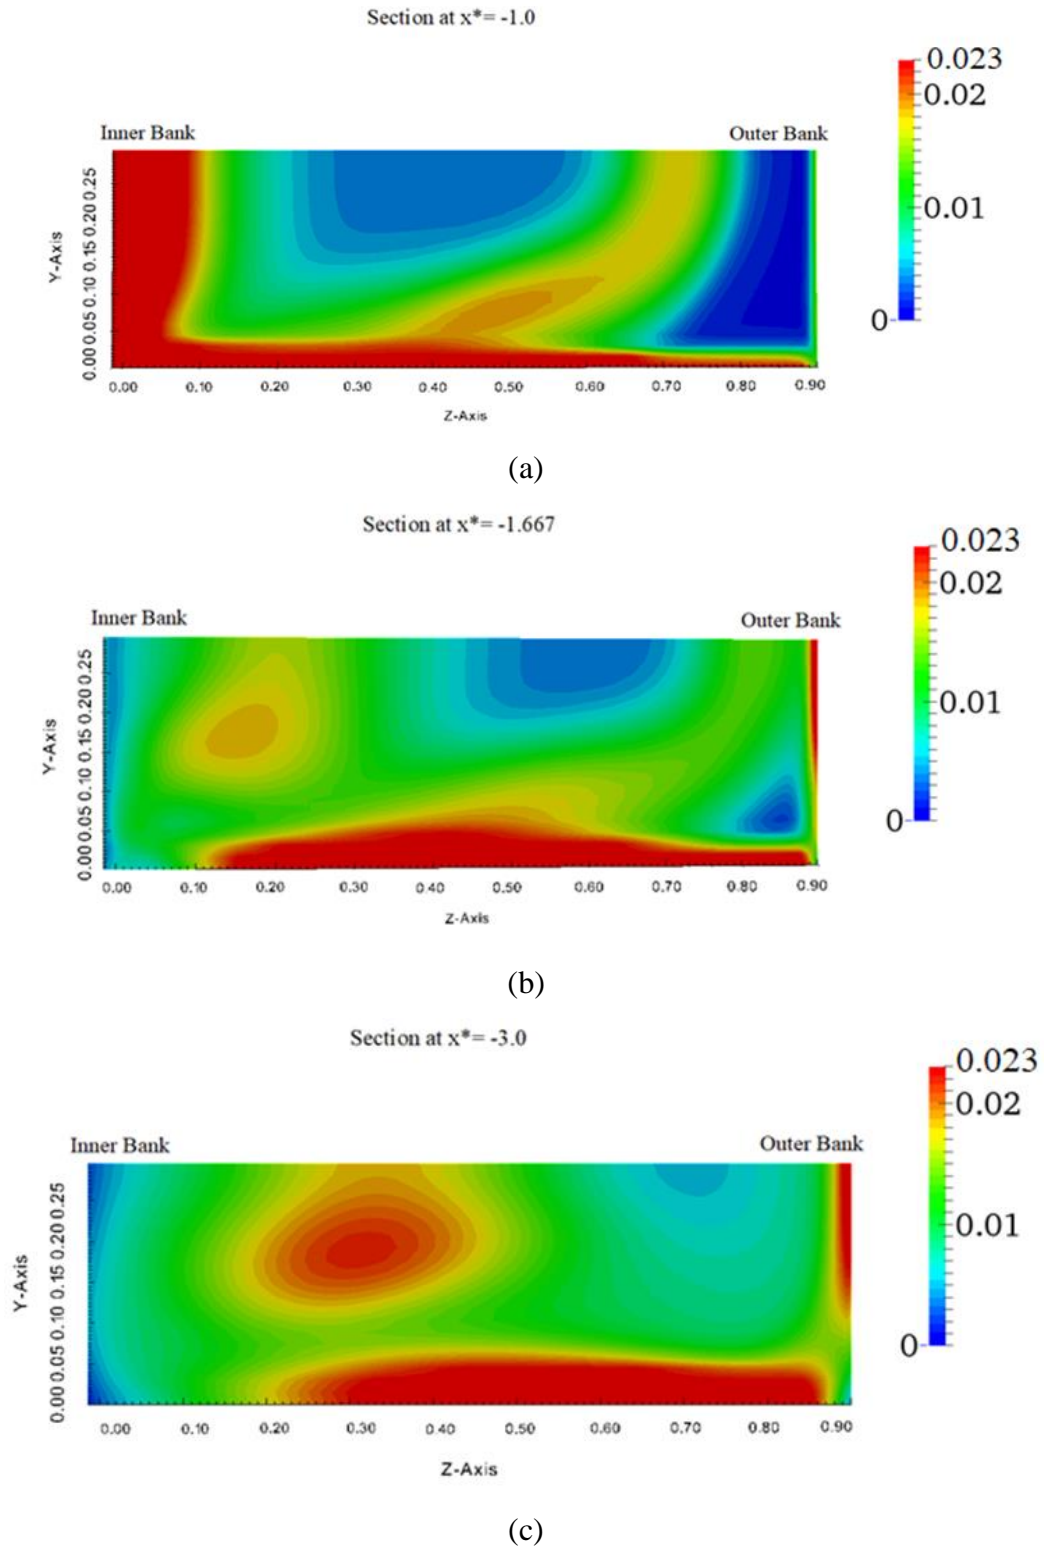 Section at x*= -1.0
0.023
0.02
0.01
0
Inner Bank
Outer Bank
Y-Axis
0.00 0.05 0.10 0.15 0.20 0.25
0.00 0.10 0.20 0.30 0.40 0.50 0.60 0.70 0.80 0.90
Z-Axis
(a)
Section at x*= -1.667
0.023
0.02
0.01
0
Inner Bank
Outer Bank
Y-Axis
0.00 0.05 0.10 0.15 0.20 0.25
0.00 0.10 0.20 0.30 0.40 0.50 0.60 0.70 0.80 0.90
Z-Axis
(b)
Section at x*= -3.0
0.023
0.02
0.01
0
Inner Bank
Outer Bank
Y-Axis
0.00 0.05 0.10 0.15 0.20 0.25
0.00 0.10 0.20 0.30 0.40 0.50 0.60 0.70 0.80 0.90
Z-Axis
(c)